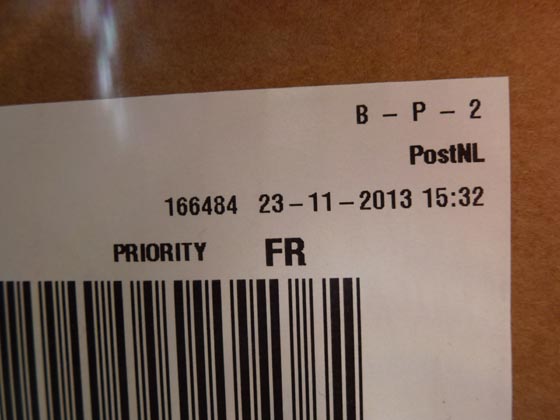 B - P - 2
PostNL
166484 23-11-2013 15:32
PRIORITY FR